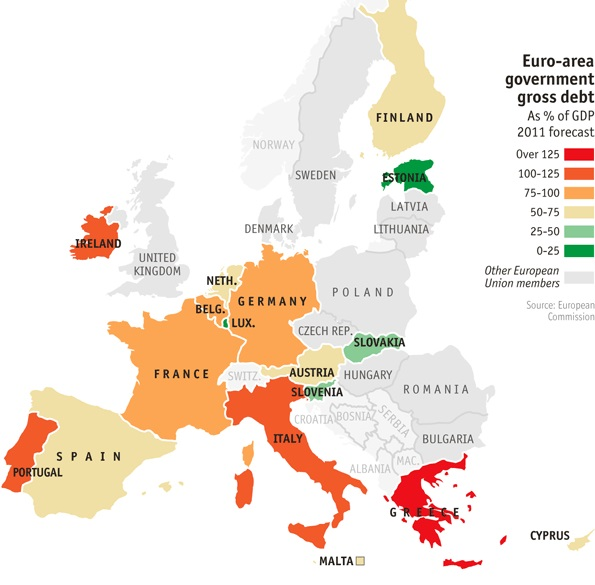 Euro-area
government
gross debt
As % of GDP
2011 forecast
Over 125
100-125
75-100
50-75
25-50
0-25
Other European
Union members
Source: European
Commission
FINLAND
NORWAY
SWEDEN
ESTONIA
LATVIA
LITHUANIA
DENMARK
IRELAND
UNITED
KINGDOM
NETH.
GERMANY
POLAND
BELG.
LUX.
CZECH REP.
SLOVAKIA
FRANCE
SWITZ.
AUSTRIA
HUNGARY
SLOVENIA
ROMANIA
CROATIA
BOSNIA
SERBIA
ITALY
BULGARIA
SPAIN
PORTUGAL
ALBANIA
MAC.
GREECE
CYPRUS
MALTA